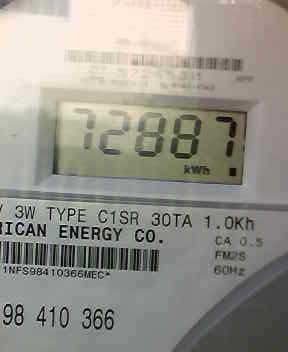 72887
kWh
3W TYPE C1SR 30TA 1.0Kh
RICAN ENERGY CO.
CA 0.5
FM2S
60Hz
1NFS98410366MEC*
98 410 366